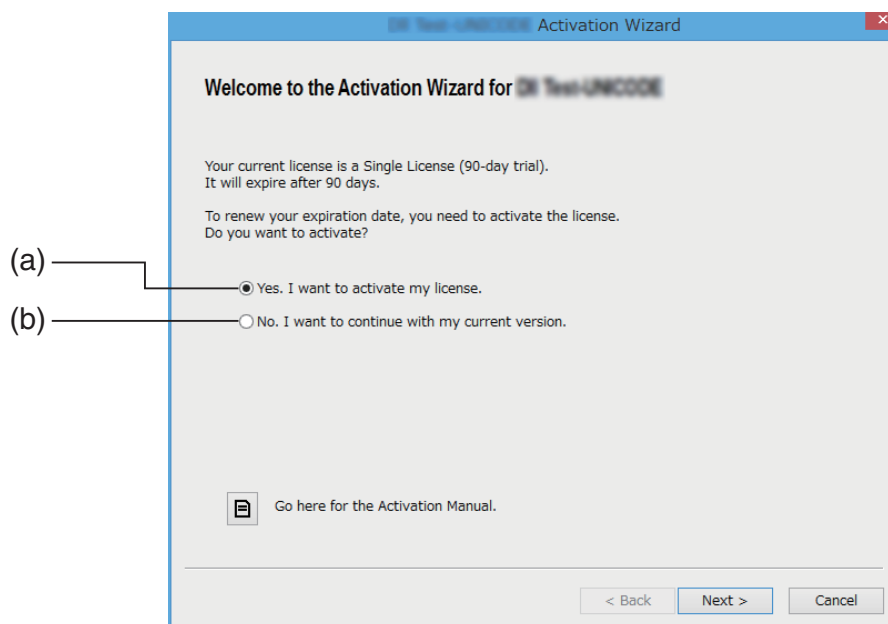 Activation Wizard
Welcome to the Activation Wizard for
Your current license is a Single License (90-day trial).
It will expire after 90 days.
To renew your expiration date, you need to activate the license.
Do you want to activate?
(a)
Yes. I want to activate my license.
(b)
No. I want to continue with my current version.
Go here for the Activation Manual.
< Back
Next >
Cancel